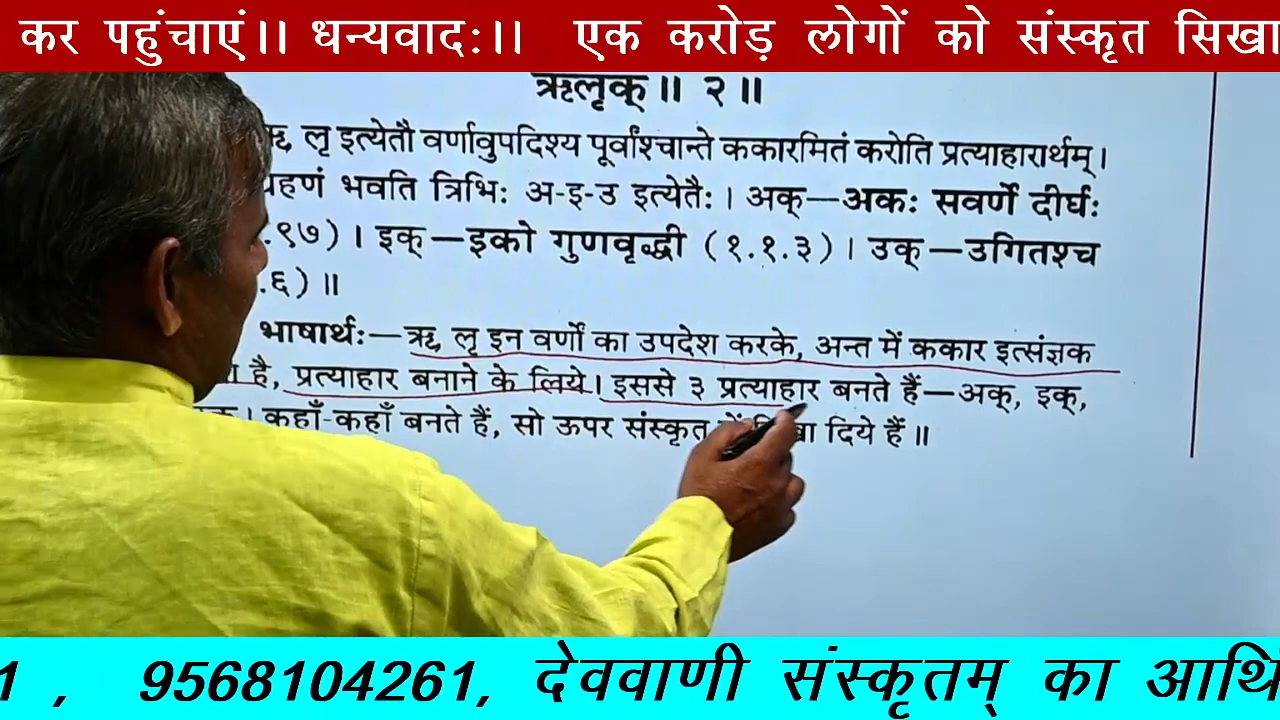 कर पहुंचाएं।। धन्यवादः।। एक करोड़ लोगों को संस्कृत सिखा
ऋलृक्॥ २॥
ऋ लृ इत्येतौ वर्णावुपदिश्य पूर्वांश्चान्ते ककारमितं करोति प्रत्याहारार्थम्।
भवति त्रिभिः अ-इ-उ इत्येतैः। अक्—अकः सवर्णे दीर्घः
.९७)। इक्—इको गुणवृद्धी (१.१.३)। उक्—उगितश्च
.६)॥
भाषार्थः—ऋ लृ इन वर्णों का उपदेश करके, अन्त में ककार इत्संज्ञक
है, प्रत्याहार बनाने के लिये। इससे ३ प्रत्याहार बनते हैं—अक्, इक्,
। कहाँ-कहाँ बनते हैं, सो ऊपर संस्कृत में दिये हैं॥
1 , 9568104261, देववाणी संस्कृतम् का आर्थि